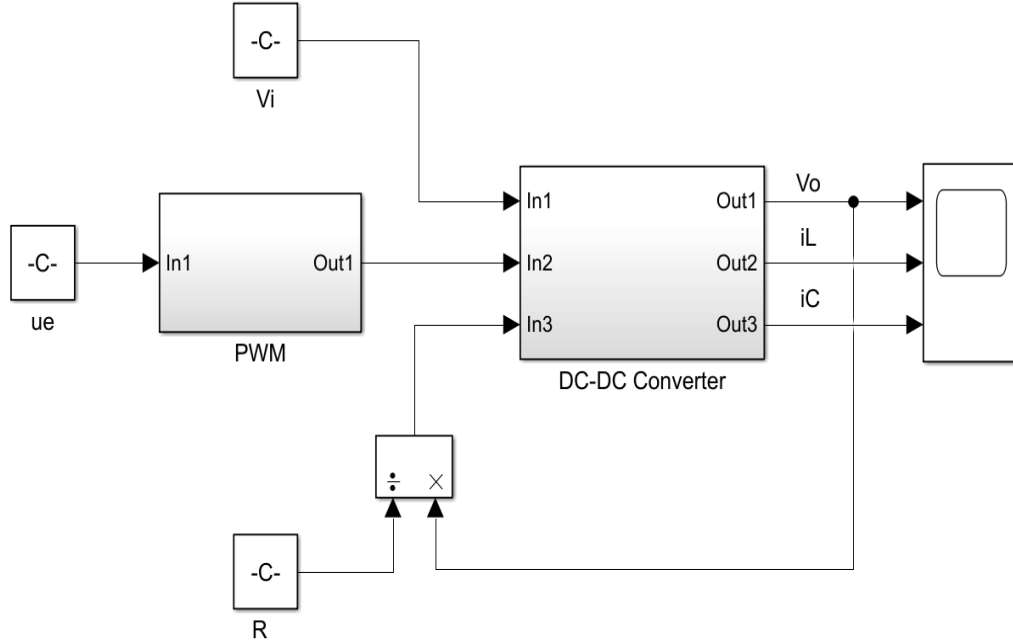 -C-
Vi
-C-
ue
In1
Out1
PWM
In1
In2
In3
Out1
Out2
Out3
DC-DC Converter
Vo
iL
iC
÷
×
-C-
R